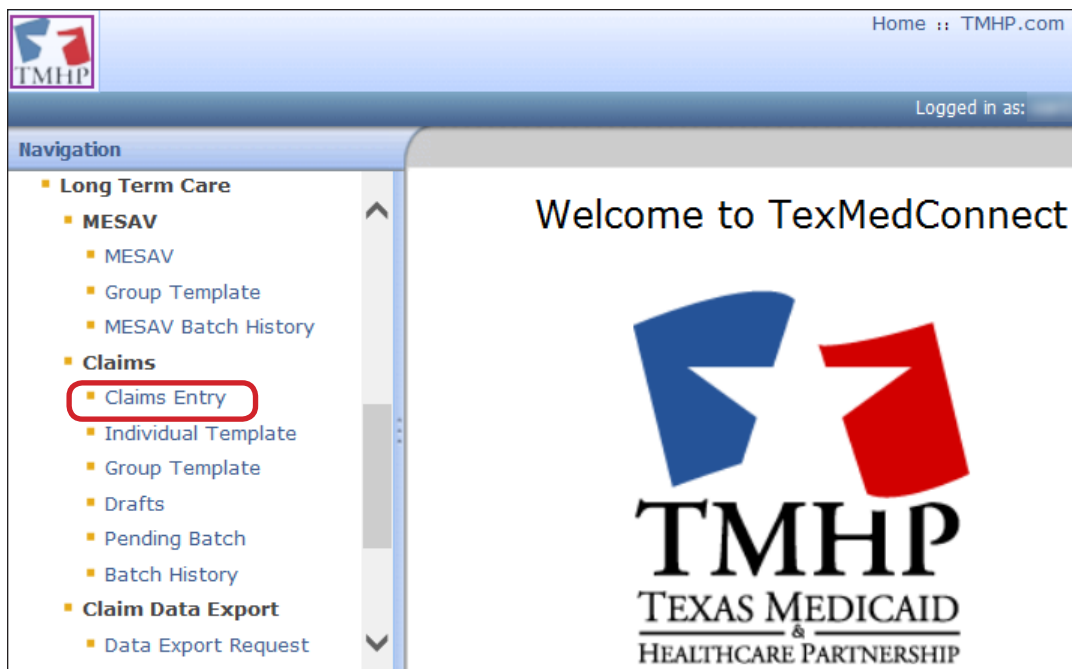 TMHP
Home :: TMHP.com
Logged in as:
Navigation
Long Term Care
MESAV
MESAV
Group Template
MESAV Batch History
Claims
Claims Entry
Individual Template
Group Template
Drafts
Pending Batch
Batch History
Claim Data Export
Data Export Request
Welcome to TexMedConnect
TMHP
TEXAS MEDICAID
&
HEALTHCARE PARTNERSHIP